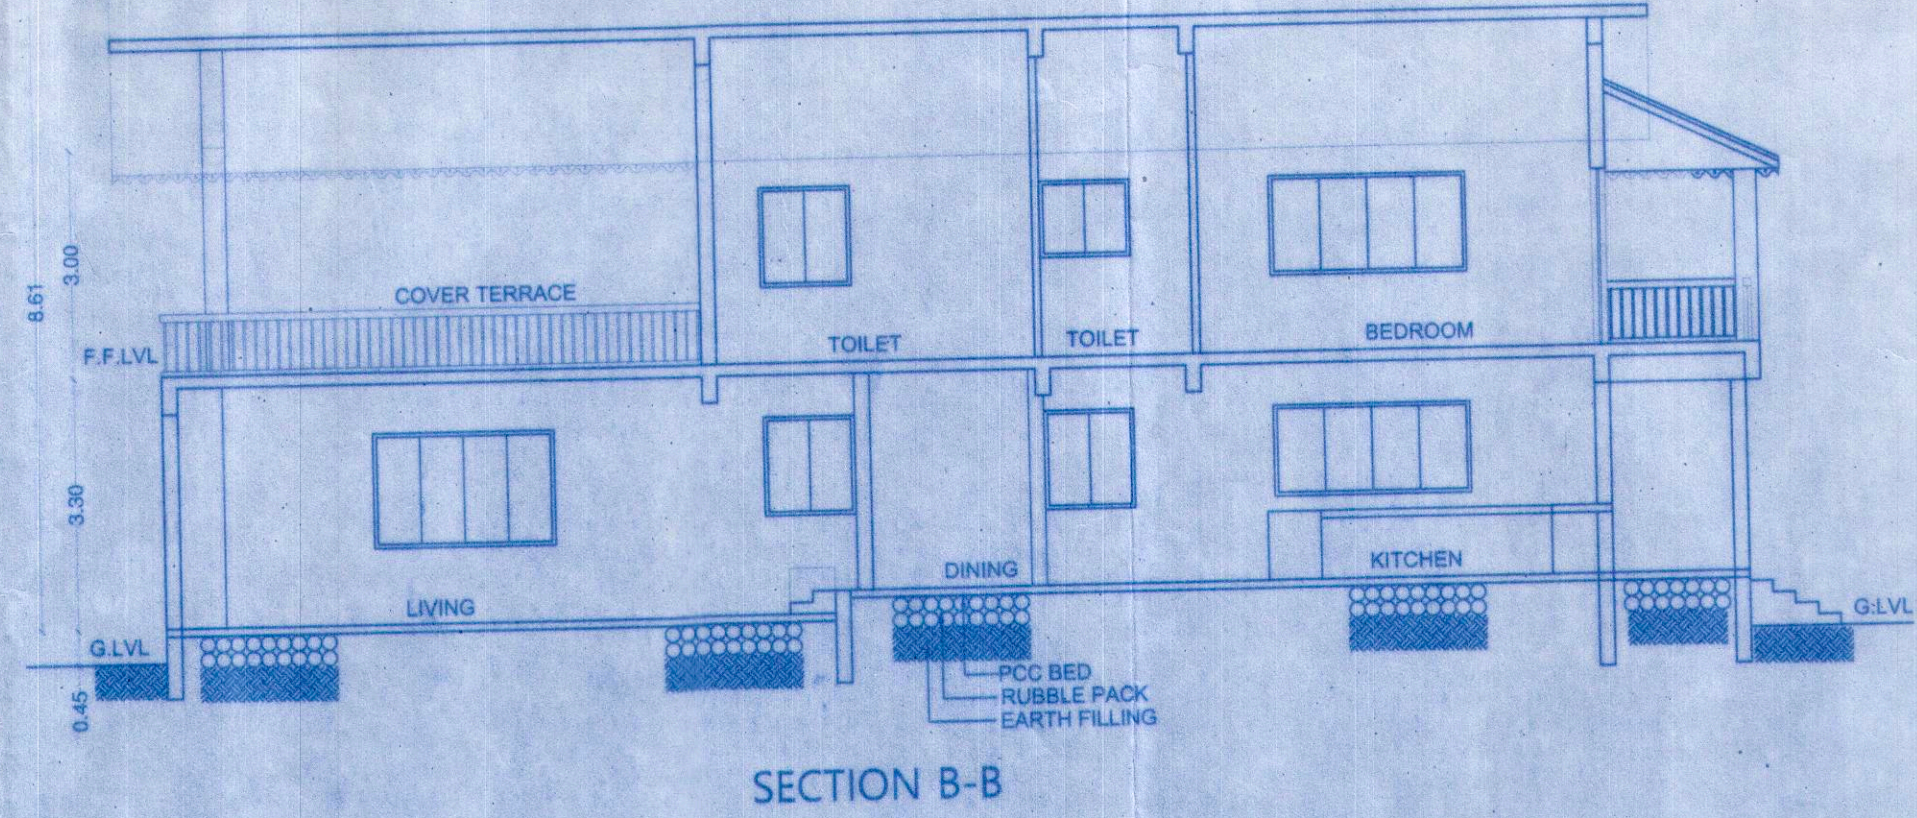 COVER TERRACE
TOILET
TOILET
BEDROOM
8.61
3.00
F.F.LVL
3.30
LIVING
DINING
KITCHEN
G.LVL
G:LVL
0.45
PCC BED
RUBBLE PACK
EARTH FILLING
SECTION B-B